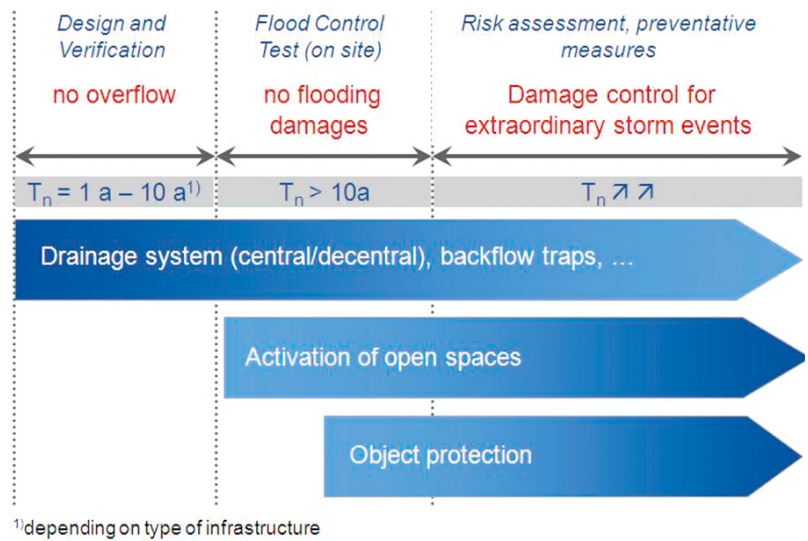 Design and
Verification
no overflow
Flood Control
Test (on site)
no flooding
damages
Risk assessment, preventative
measures
Damage control for
extraordinary storm events
Tn = 1 a – 10 a1)
Tn > 10a
Tn ↗ ↗
Drainage system (central/decentral), backflow traps, …
Activation of open spaces
Object protection
1)depending on type of infrastructure